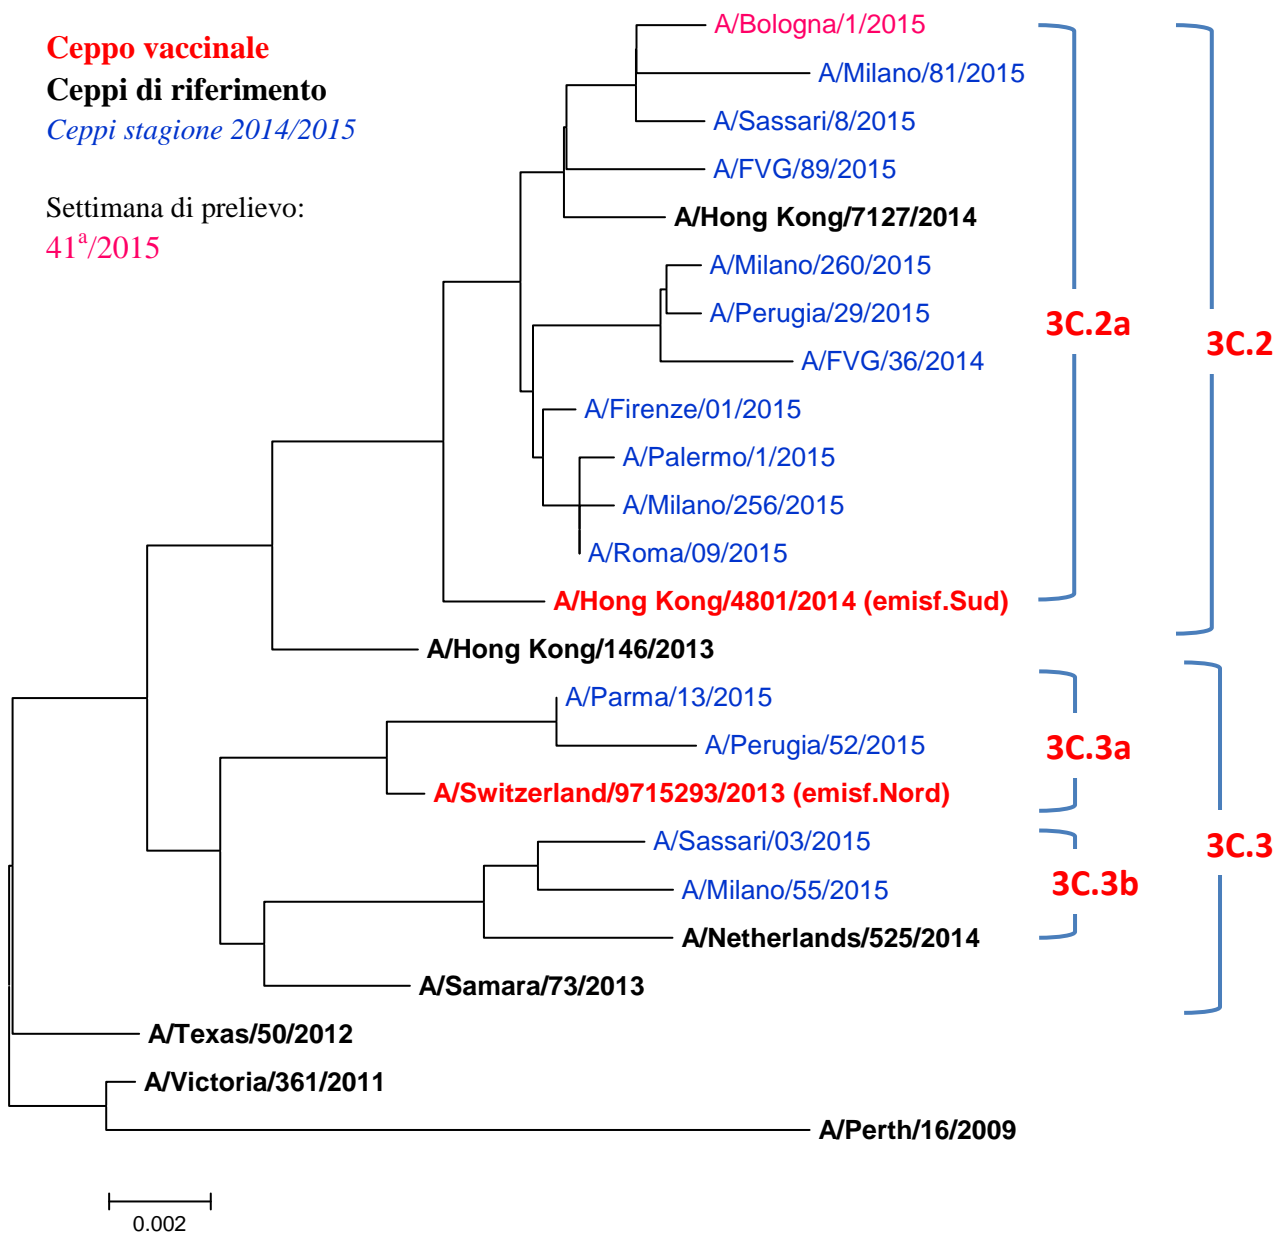 Ceppo vaccinale
Ceppi di riferimento
Ceppi stagione 2014/2015
Settimana di prelievo:
41ª/2015
A/Bologna/1/2015
A/Milano/81/2015
A/Sassari/8/2015
A/FVG/89/2015
A/Hong Kong/7127/2014
A/Milano/260/2015
A/Perugia/29/2015
A/FVG/36/2014
A/Firenze/01/2015
A/Palermo/1/2015
A/Milano/256/2015
A/Roma/09/2015
A/Hong Kong/4801/2014 (emisf.Sud)
A/Hong Kong/146/2013
A/Parma/13/2015
A/Perugia/52/2015
A/Switzerland/9715293/2013 (emisf.Nord)
A/Sassari/03/2015
A/Milano/55/2015
A/Netherlands/525/2014
A/Samara/73/2013
A/Texas/50/2012
A/Victoria/361/2011
A/Perth/16/2009
3C.2a
3C.2
3C.3a
3C.3b
3C.3
0.002